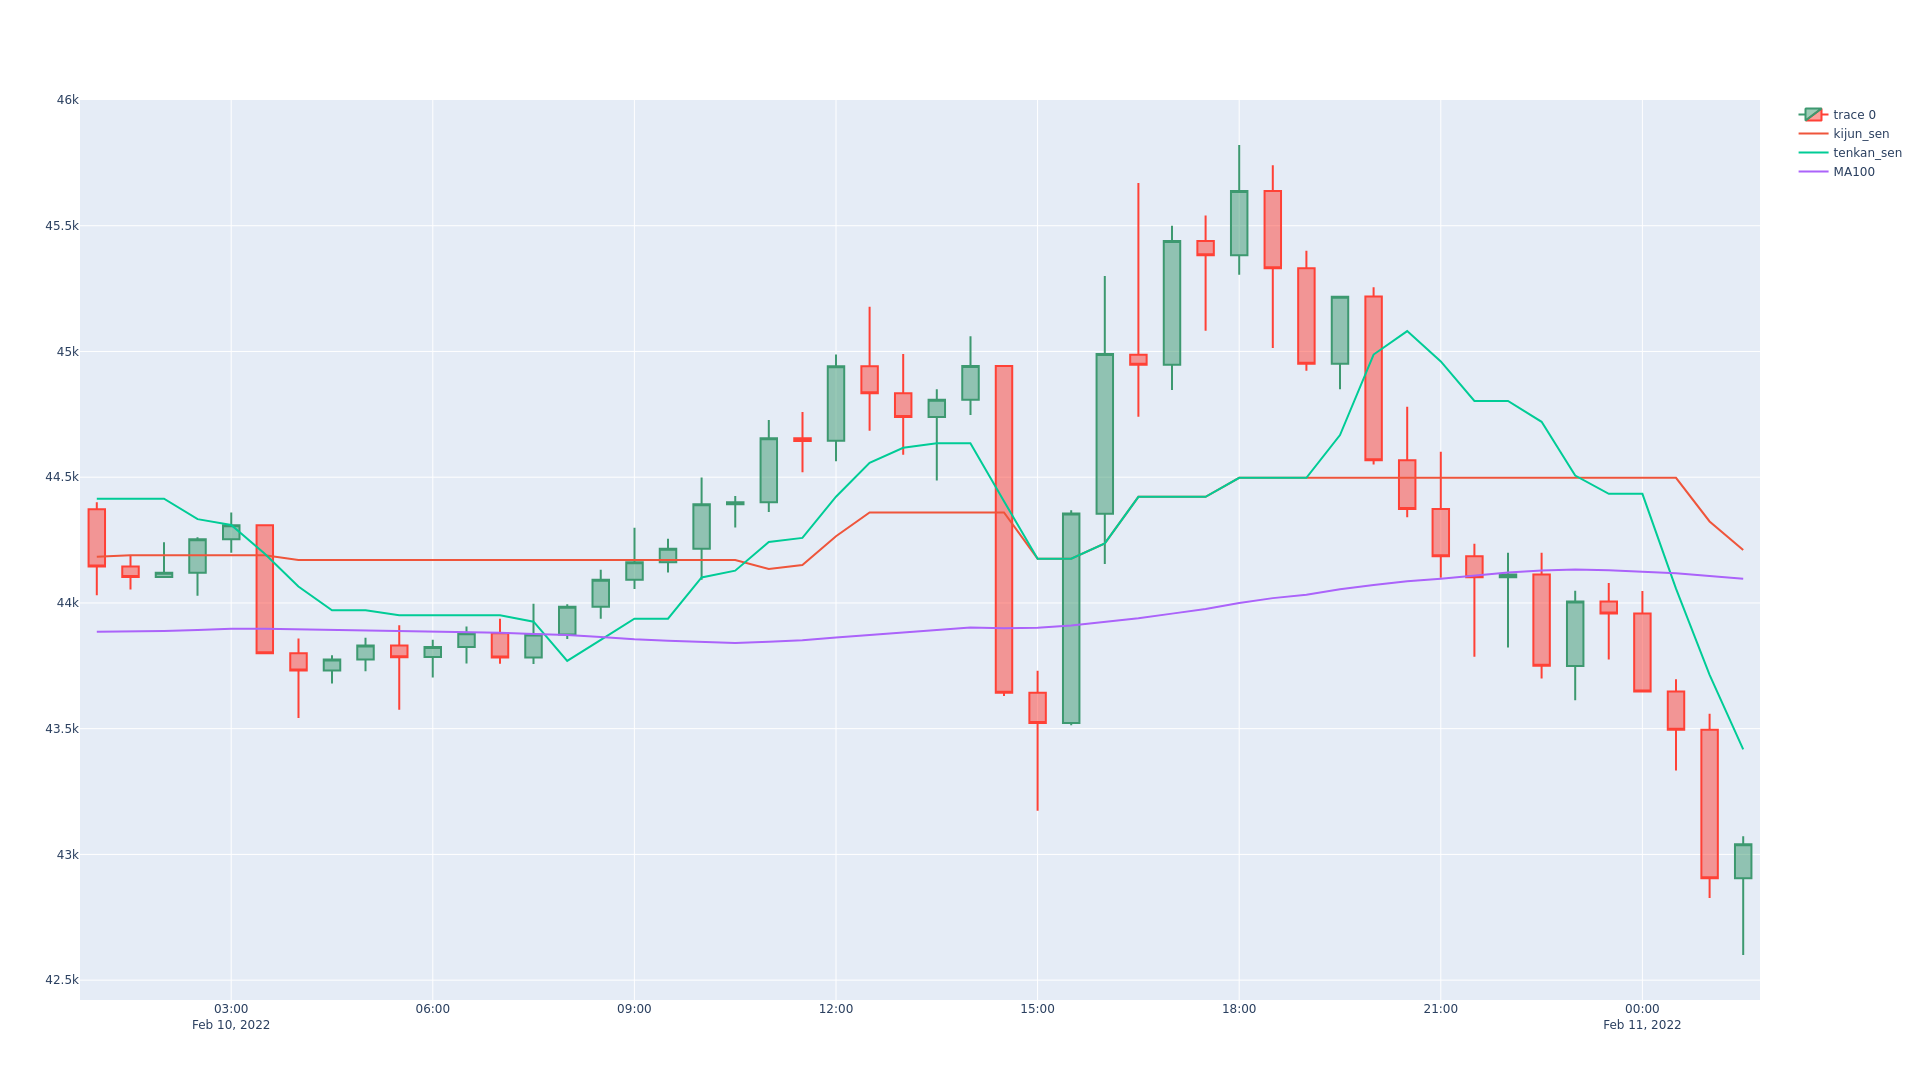 46k
45.5k
45k
44.5k
44k
43.5k
43k
42.5k
03:00
Feb 10, 2022
06:00
09:00
12:00
15:00
18:00
21:00
00:00
Feb 11, 2022
trace 0
kijun_sen
tenkan_sen
MA100